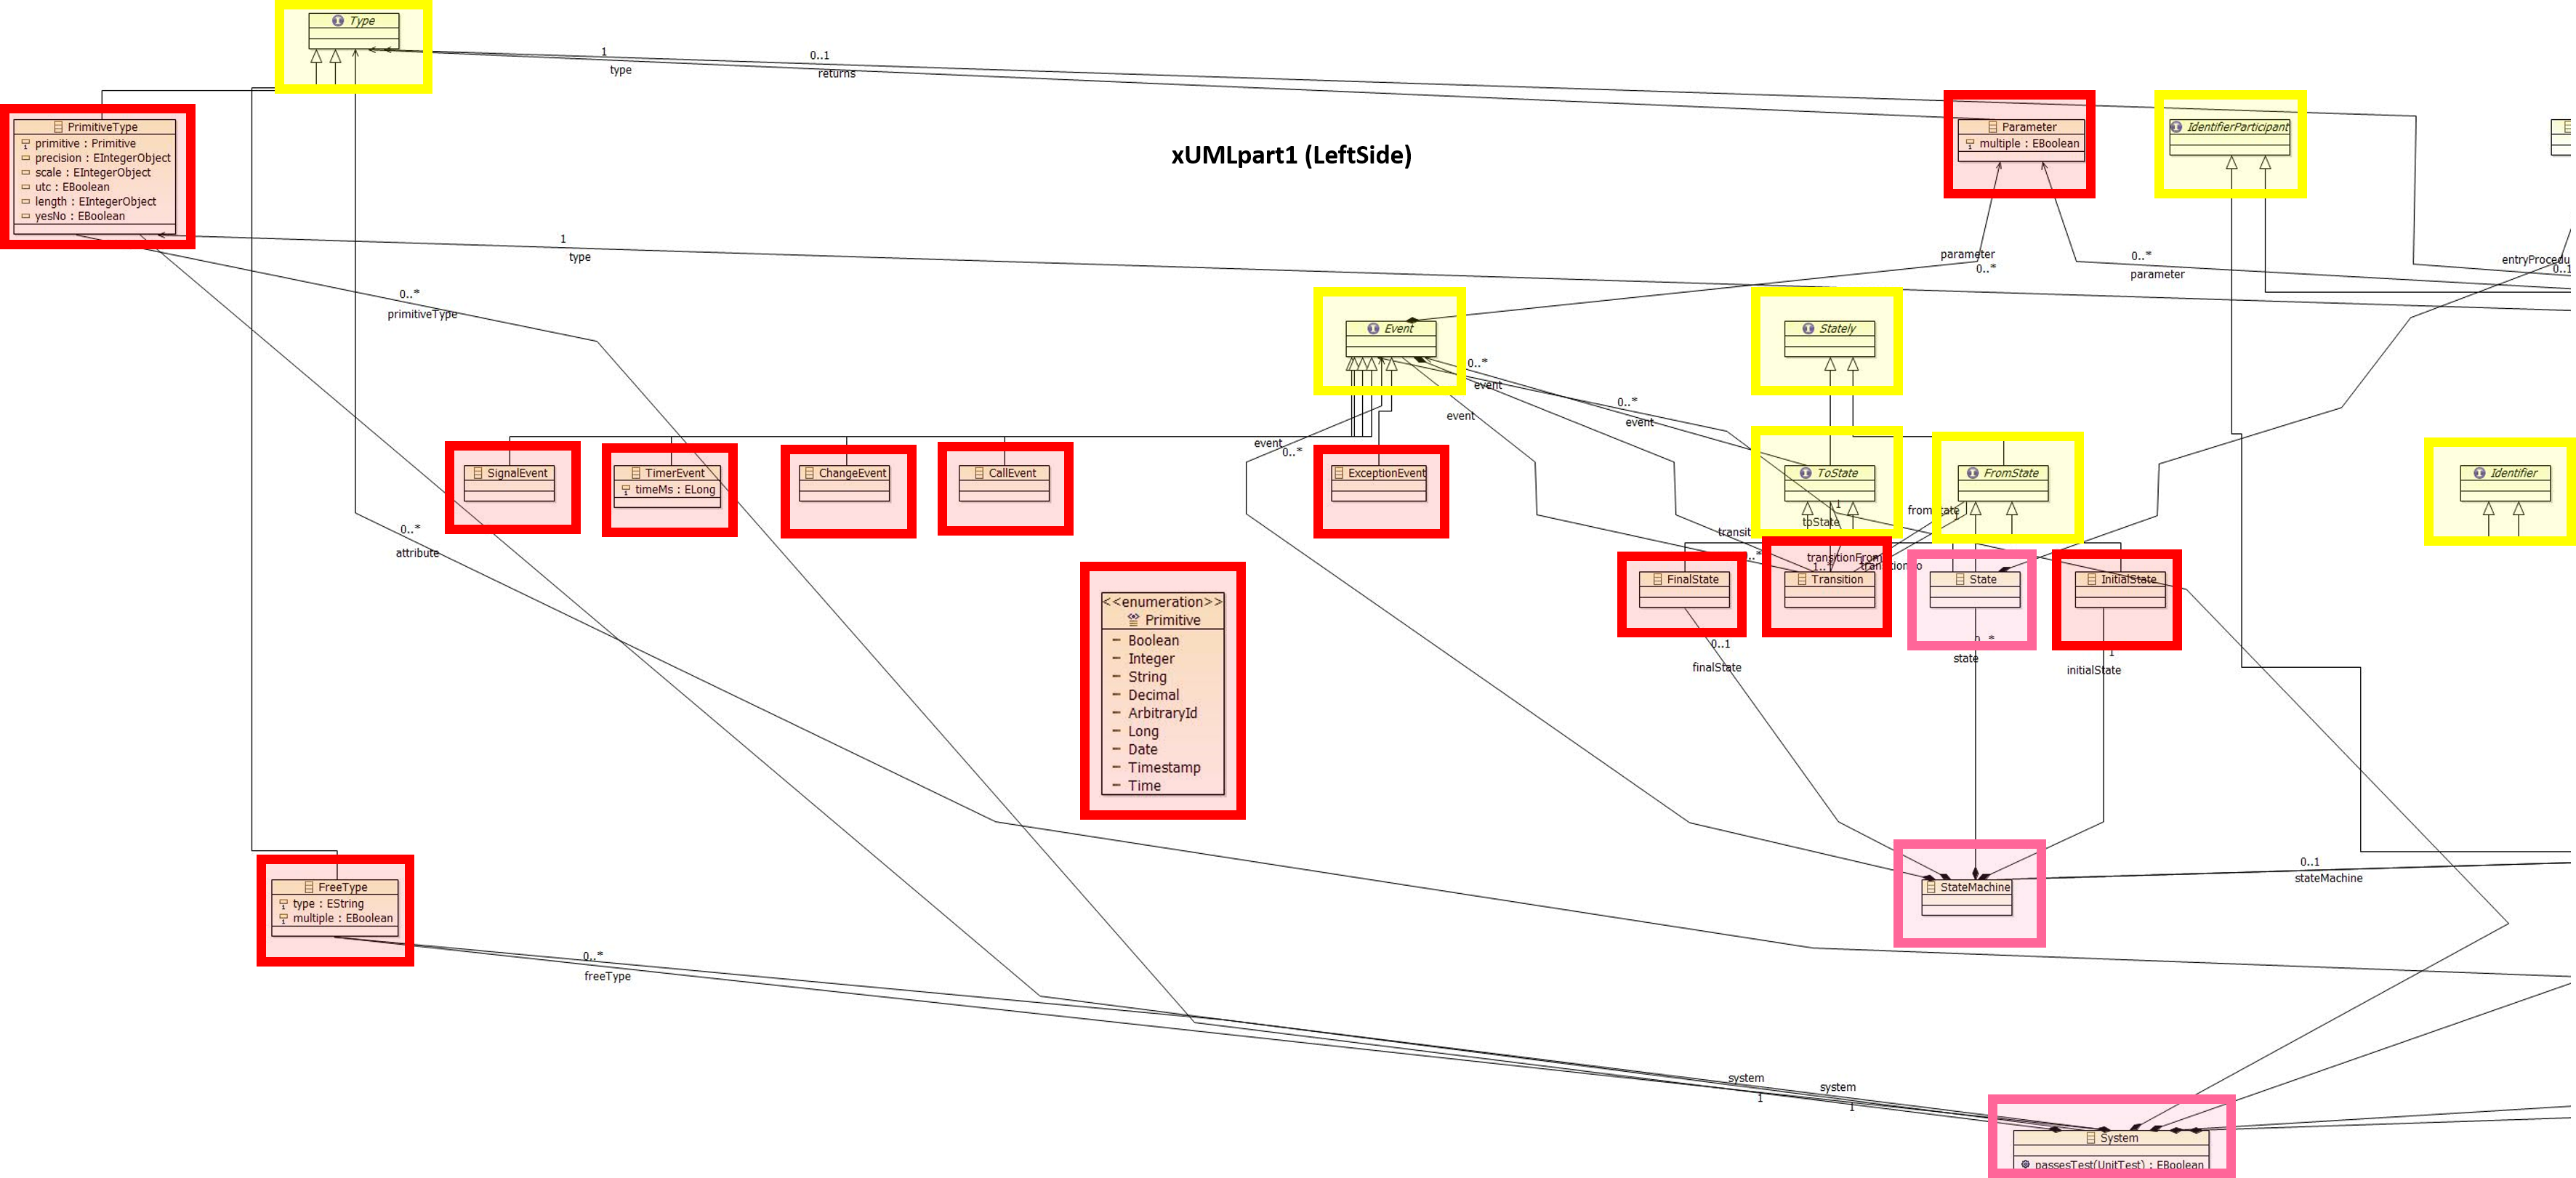 Type
1
type
0..1
returns
PrimitiveType
primitive : Primitive
precision : EIntegerObject
scale : EIntegerObject
utc : EBoolean
length : EIntegerObject
yesNo : EBoolean
xUMLpart1 (LeftSide)
Parameter
multiple : EBoolean
IdentifierParticipant
1
type
parameter
0..*
0..*
parameter
entryProcedu
0..1
0..*
primitiveType
Event
Stately
0..*
event
0..*
event
event
event
0..*
SignalEvent
TimerEvent
timeMs : ELong
ChangeEvent
CallEvent
ExceptionEvent
ToState
FromState
Identifier
1
toState
fromState
1
0..*
attribute
transit
transitionFrom
1..*
FinalState
Transition
State
InitialState
<<enumeration>>
Primitive
Boolean
Integer
String
Decimal
ArbitraryId
Long
Date
Timestamp
Time
0..1
finalState
0..*
state
1
initialState
FreeType
type : EString
multiple : EBoolean
StateMachine
0..1
stateMachine
0..*
freeType
system
1
system
1
System
passesTest(UnitTest) : EBoolean